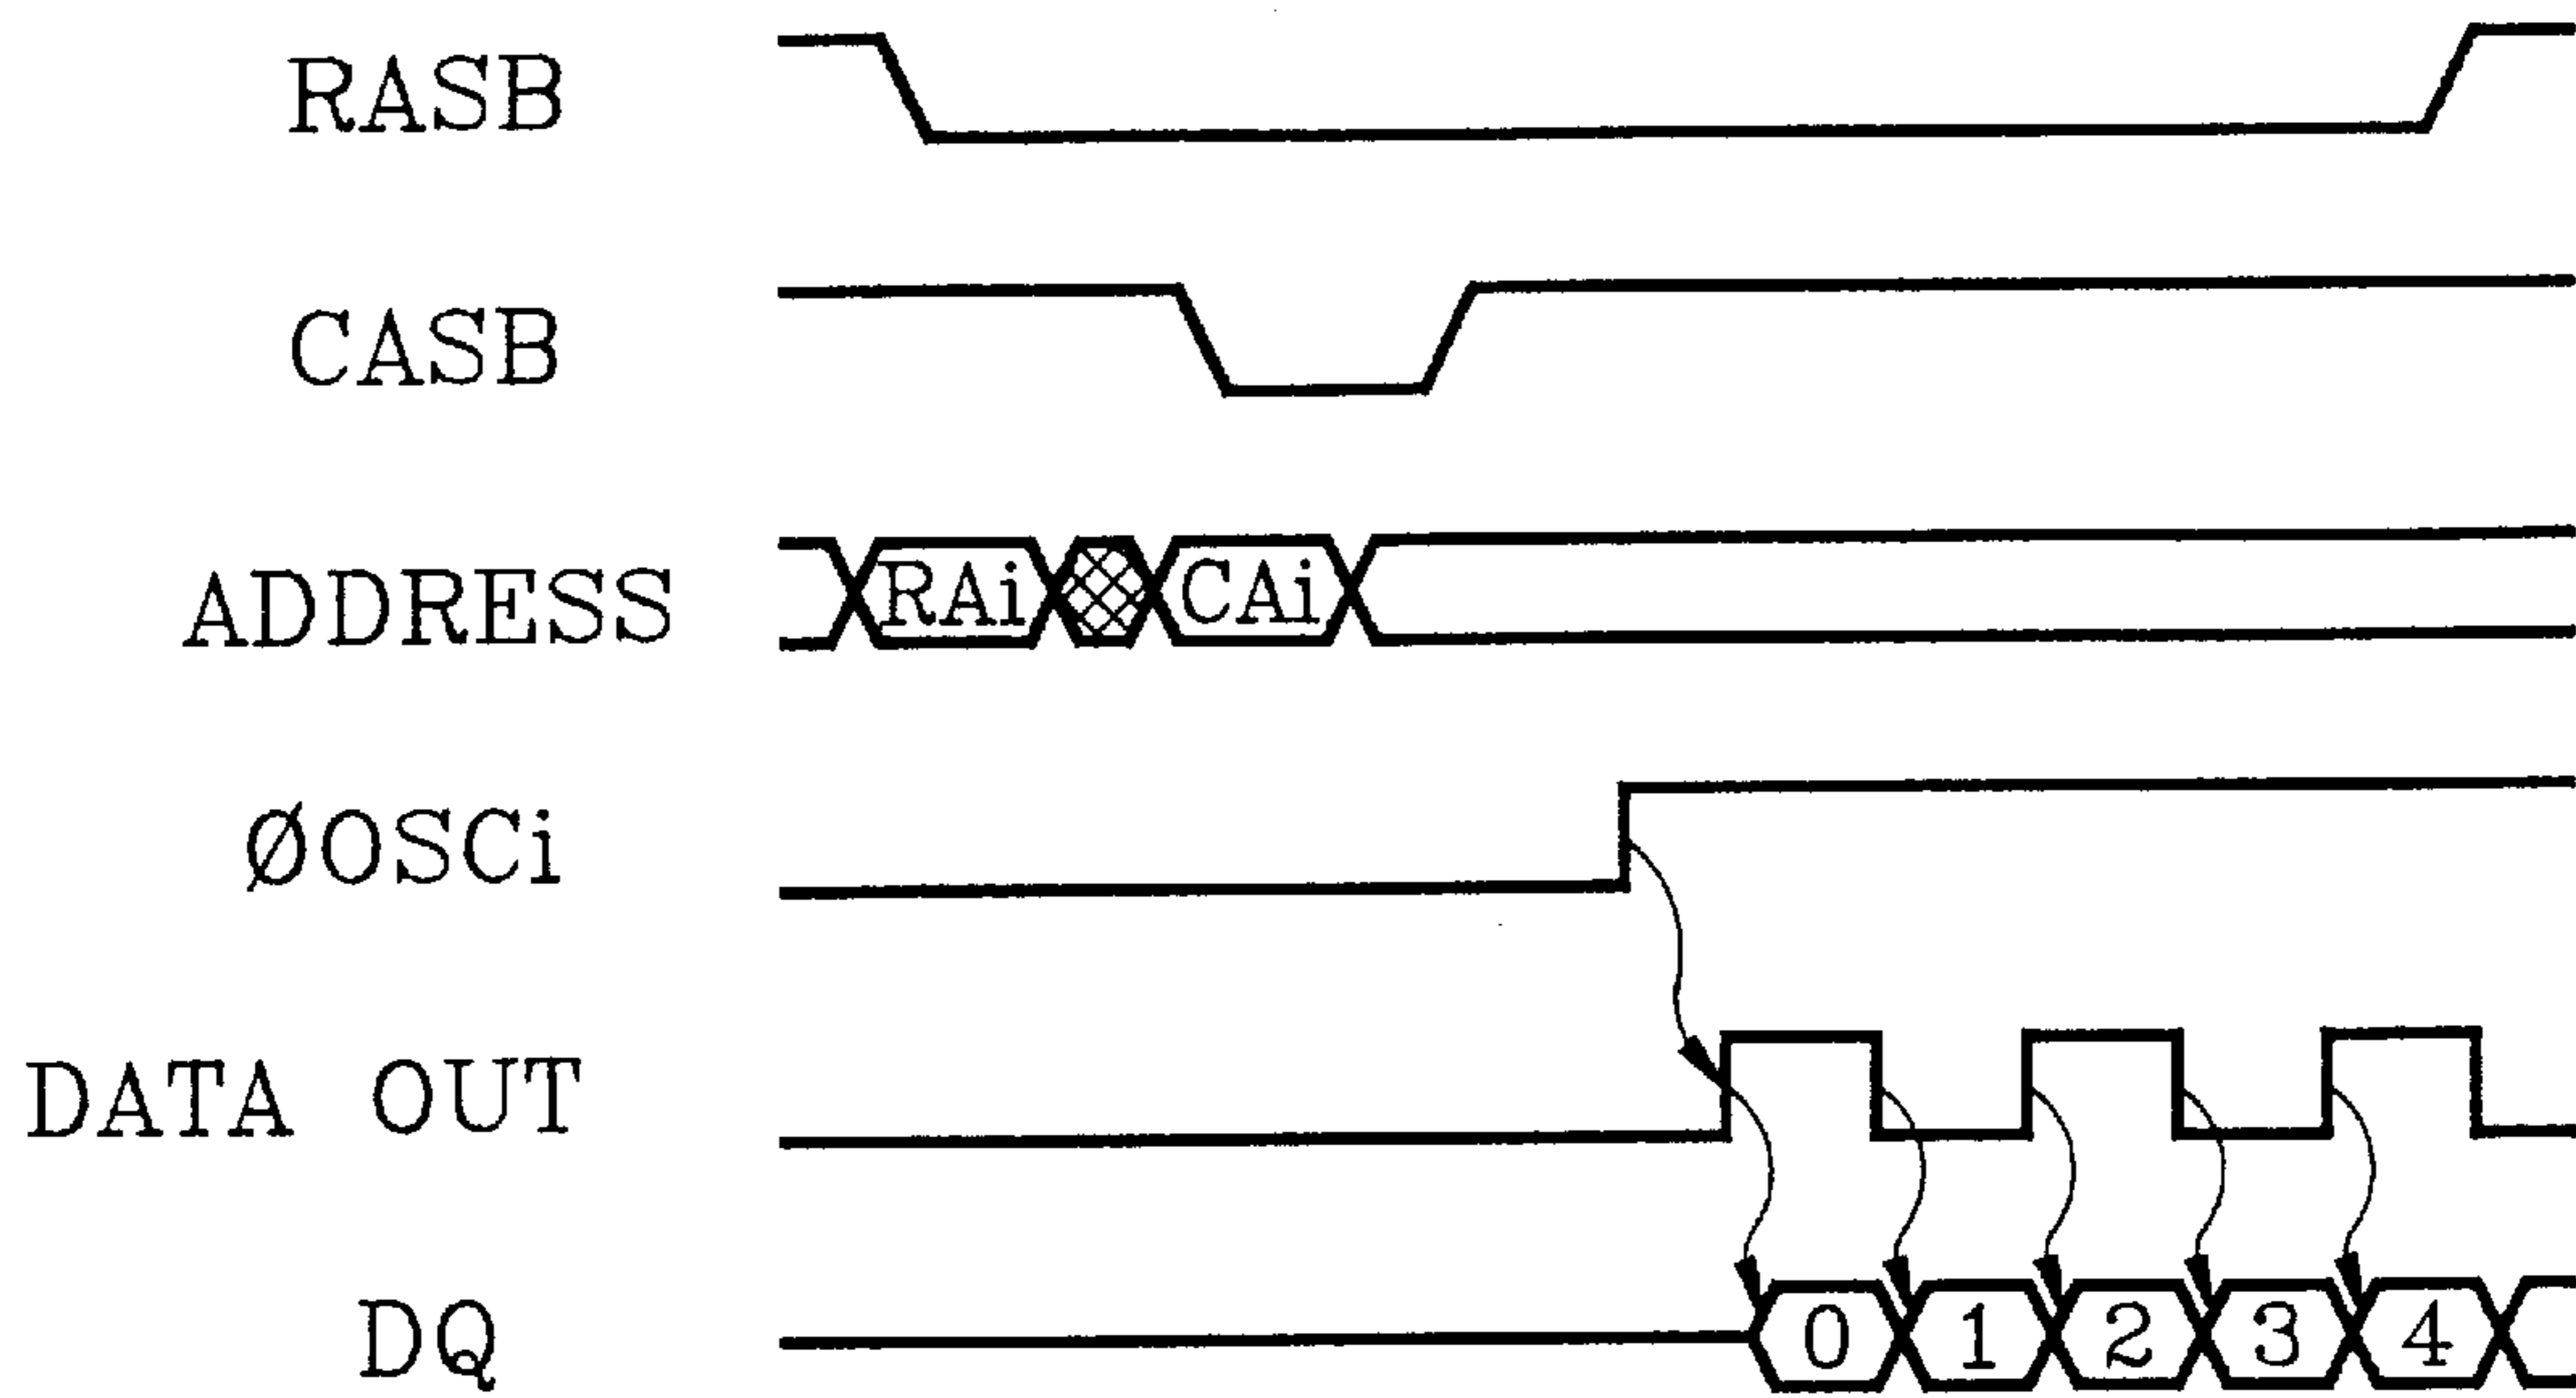 RASB
CASB
ADDRESS RAi CAi
ØOSCi
DATA OUT
DQ 0 1 2 3 4